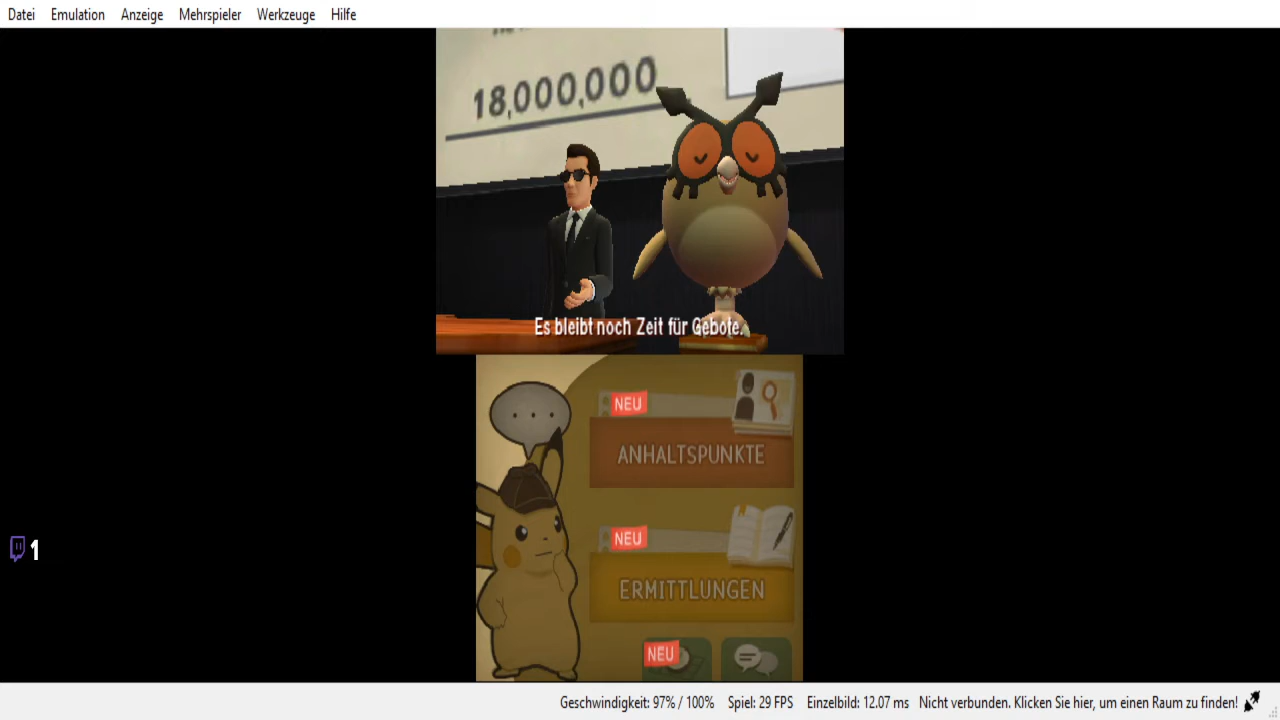 Datei Emulation Anzeige Mehrspieler Werkzeuge Hilfe
18,000,000
Es bleibt noch Zeit für Gebote.
NEU
ANHALTSPUNKTE
NEU
ERMITTLUNGEN
NEU
1
Geschwindigkeit: 97% / 100% Spiel: 29 FPS Einzelbild: 12.07 ms Nicht verbunden. Klicken Sie hier, um einen Raum zu finden!